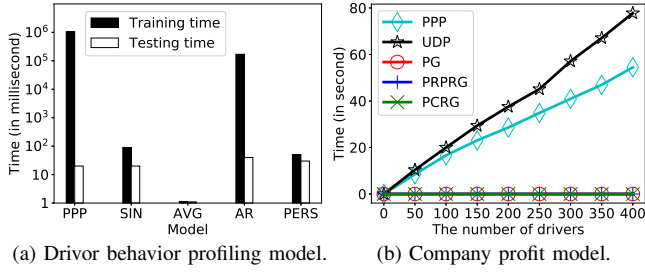 Time (in millisecond)
10^6
10^5
10^4
10^3
10^2
10
1
Training time
Testing time
PPP SIN AVG AR PERS
Model
(a) Drivor behavior profiling model.
Time (in second)
80
60
40
20
0
PPP
UDP
PG
PRPRG
PCRG
0 50 100 150 200 250 300 350 400
The number of drivers
(b) Company profit model.